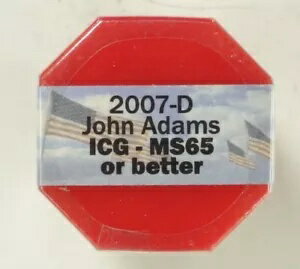 2007-D
John Adams
ICG - MS65
or better